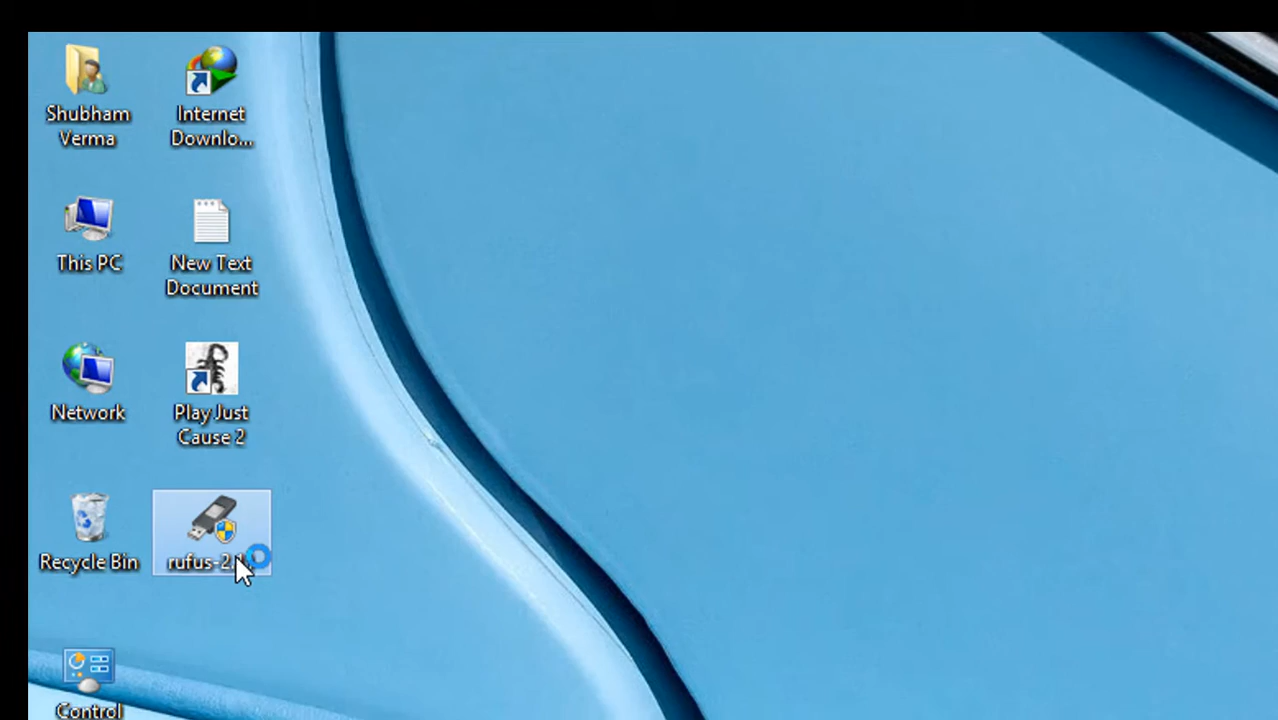 Shubham
Verma
Internet
Downlo...
This PC
New Text
Document
Network
Play Just
Cause 2
Recycle Bin
rufus-2.
Control